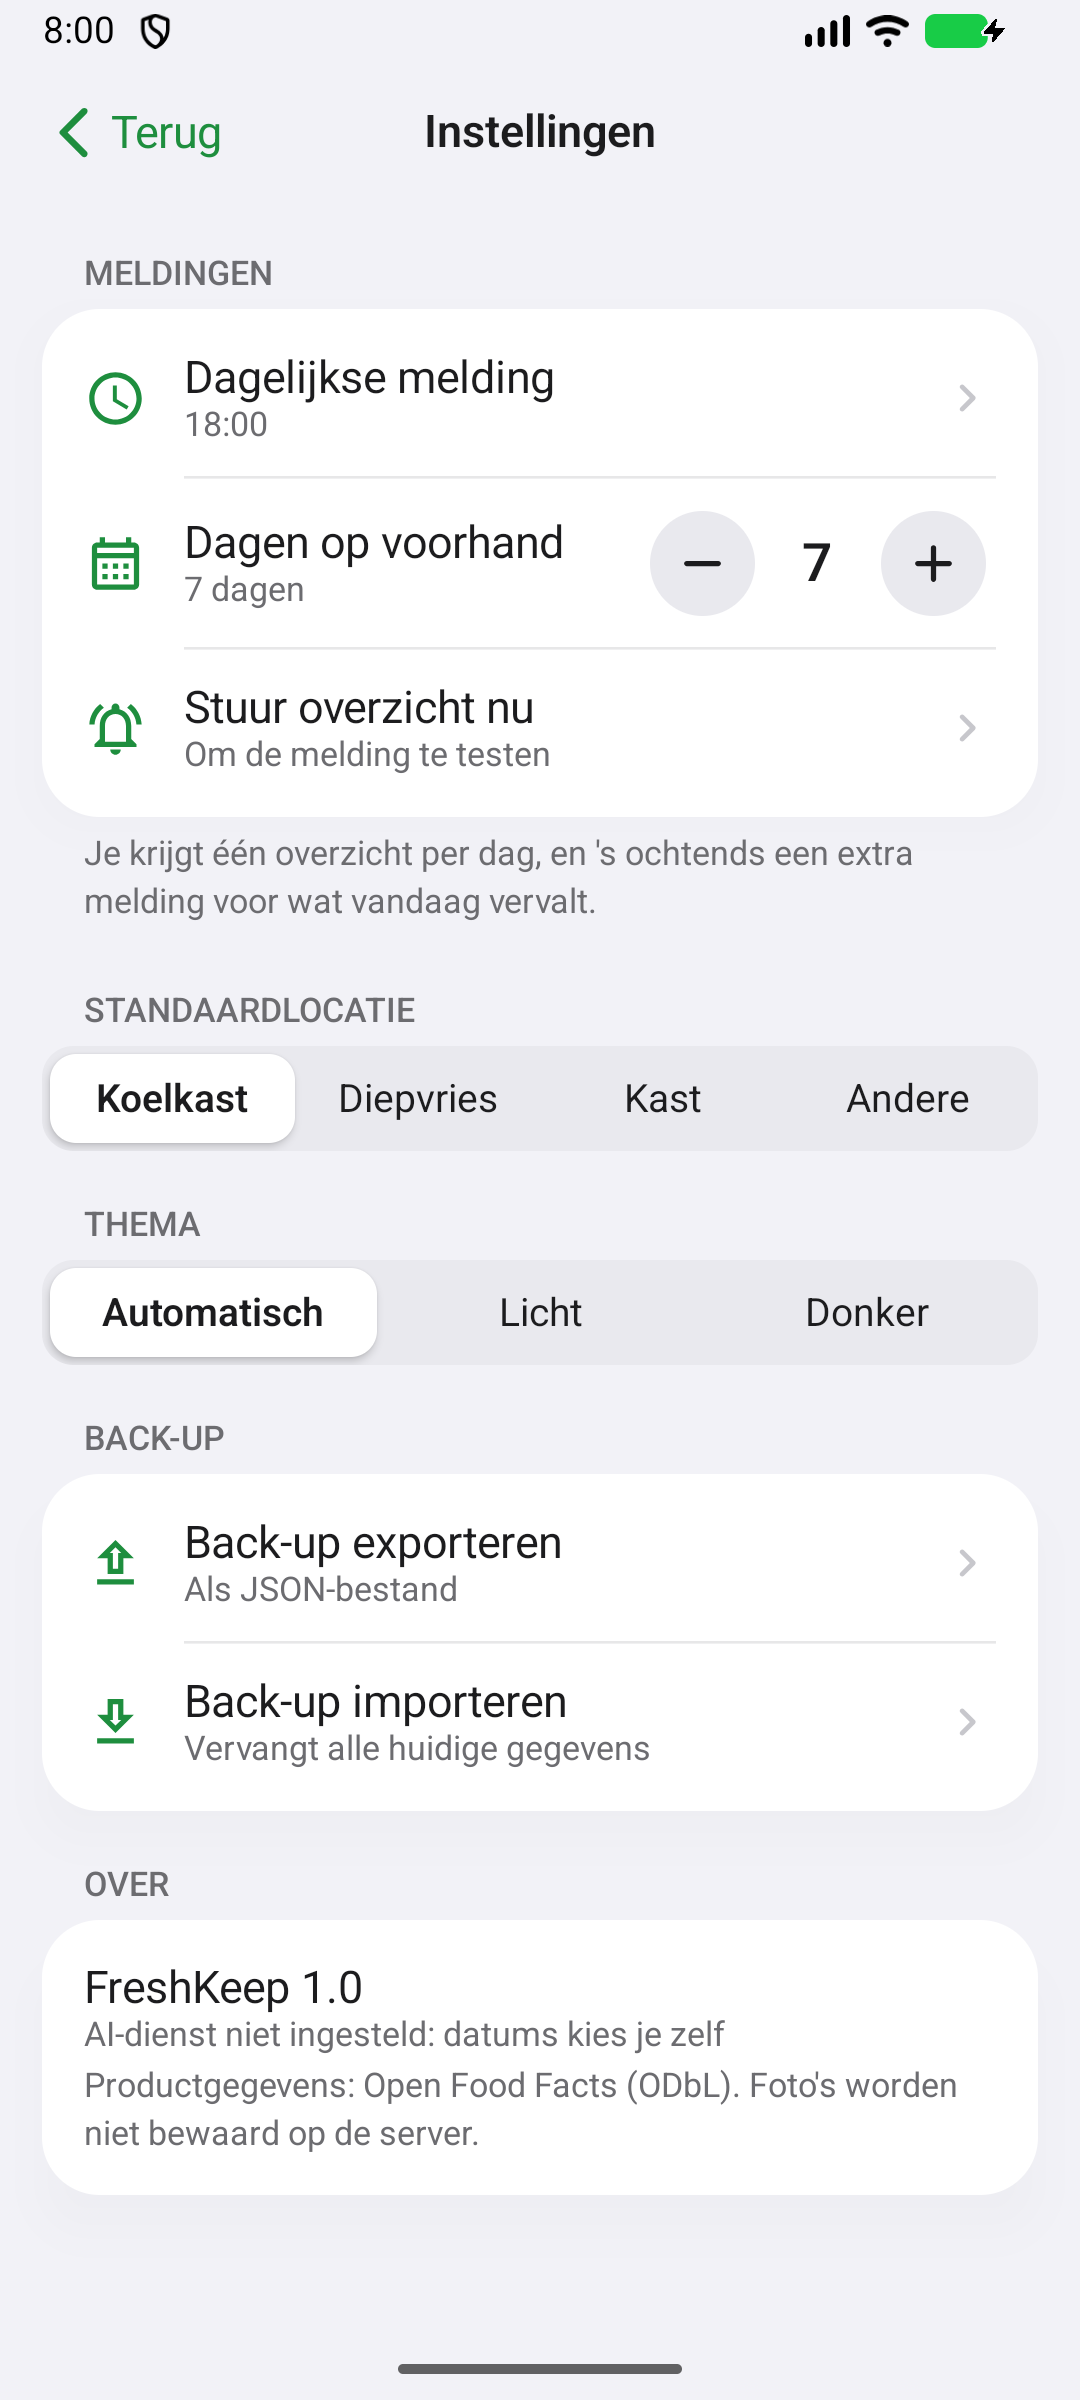 8:00
Terug
Instellingen
MELDINGEN
Dagelijkse melding
18:00
Dagen op voorhand
7 dagen
7
Stuur overzicht nu
Om de melding te testen
Je krijgt één overzicht per dag, en 's ochtends een extra
melding voor wat vandaag vervalt.
STANDAARDLOCATIE
Koelkast Diepvries Kast Andere
THEMA
Automatisch Licht Donker
BACK-UP
Back-up exporteren
Als JSON-bestand
Back-up importeren
Vervangt alle huidige gegevens
OVER
FreshKeep 1.0
AI-dienst niet ingesteld: datums kies je zelf
Productgegevens: Open Food Facts (ODbL). Foto's worden
niet bewaard op de server.